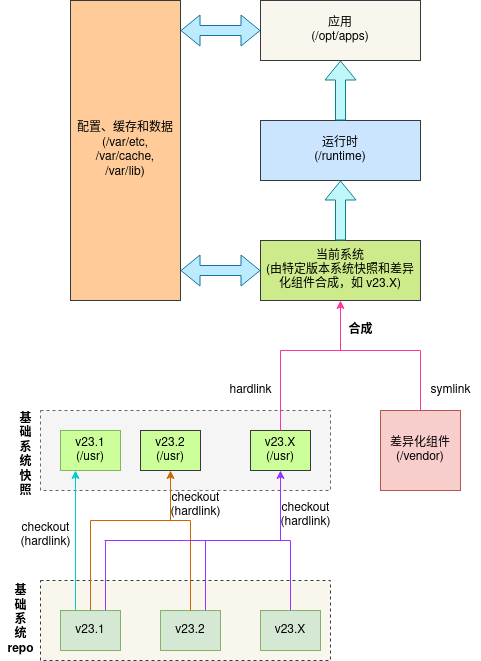 应用
(/opt/apps)
配置、缓存和数据
(/var/etc,
/var/cache,
/var/lib)
运行时
(/runtime)
当前系统
(由特定版本系统快照和差异
化组件合成，如 v23.X)
合成
hardlink
symlink
基础系统快照
v23.1
(/usr)
v23.2
(/usr)
v23.X
(/usr)
差异化组件
(/vendor)
checkout
(hardlink)
checkout
(hardlink)
checkout
(hardlink)
基础系统
repo
v23.1
v23.2
v23.X